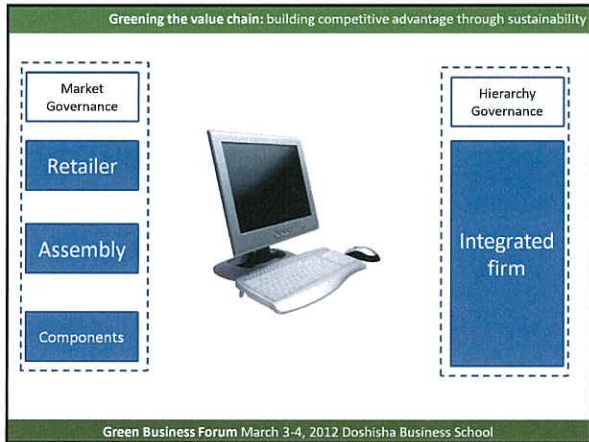 Greening the value chain: building competitive advantage through sustainability
Market
Governance
Retailer
Assembly
Components
Hierarchy
Governance
Integrated
firm
Green Business Forum March 3-4, 2012 Doshisha Business School